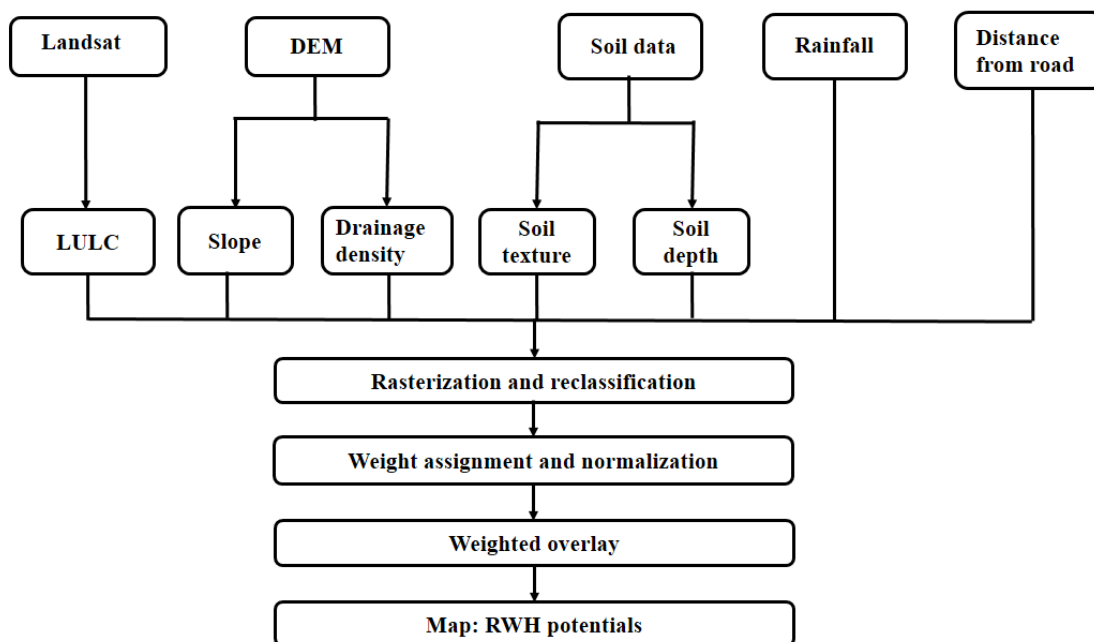 Landsat
DEM
Soil data
Rainfall
Distance
from road
LULC
Slope
Drainage
density
Soil
texture
Soil
depth
Rasterization and reclassification
Weight assignment and normalization
Weighted overlay
Map: RWH potentials